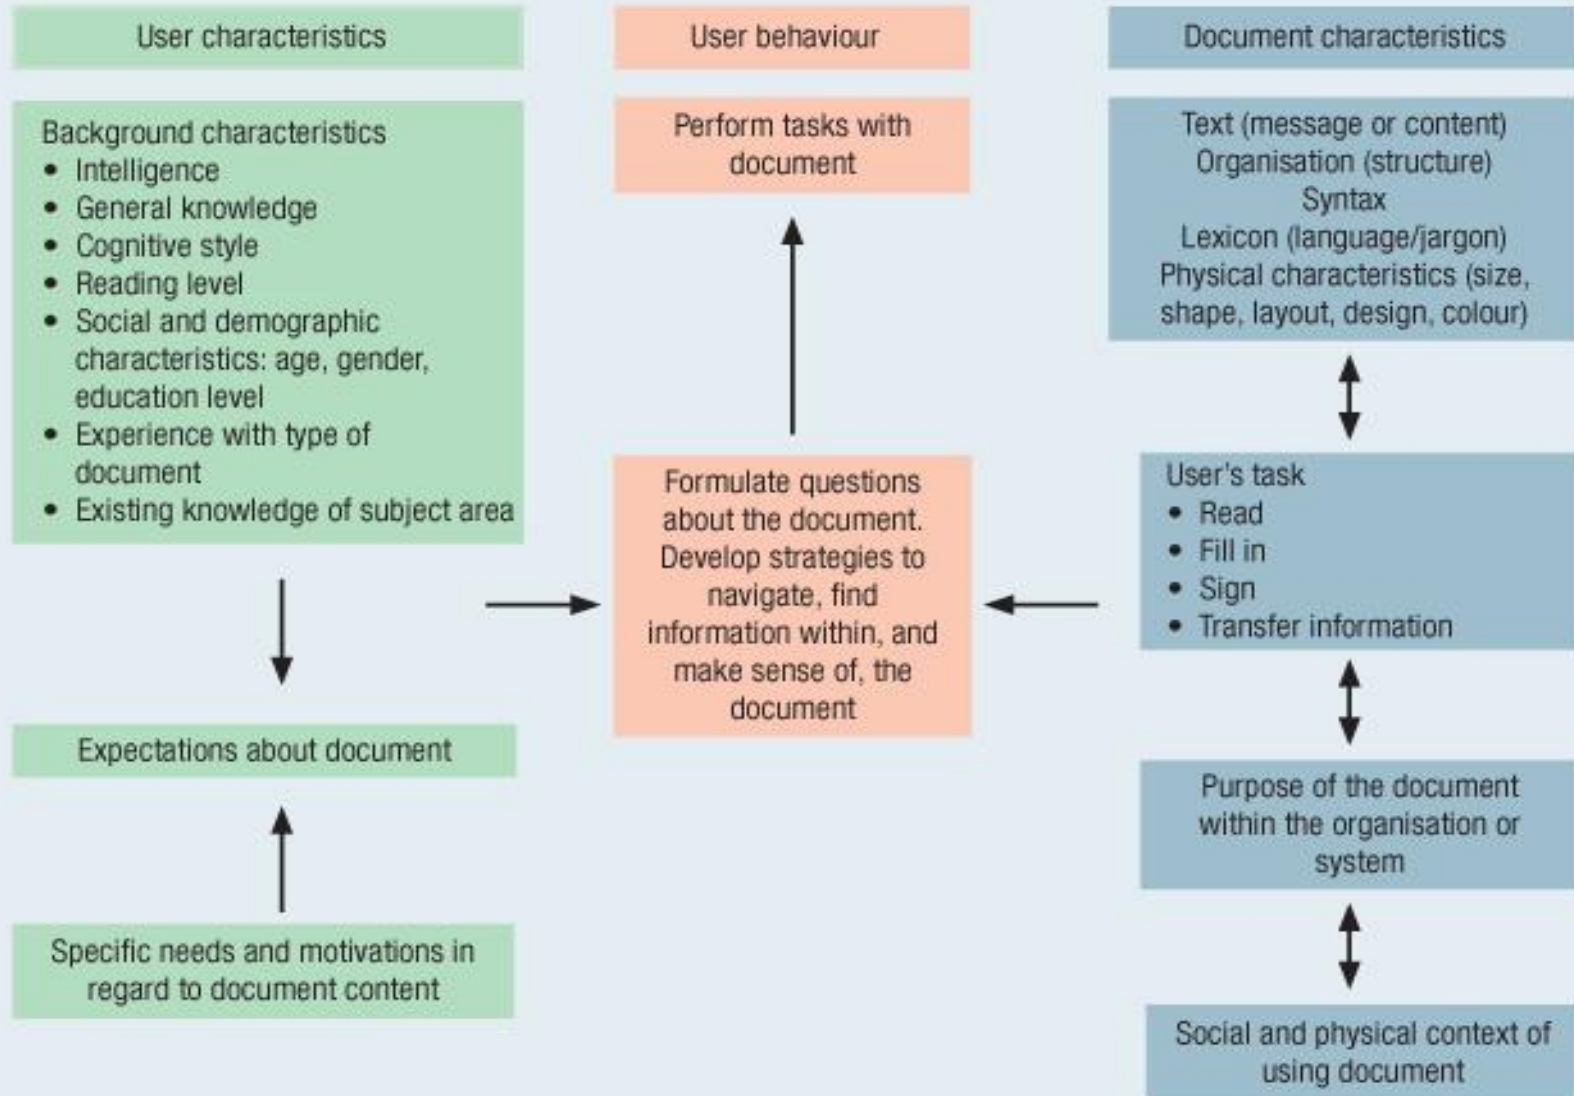 User characteristics
Background characteristics
• Intelligence
• General knowledge
• Cognitive style
• Reading level
• Social and demographic
characteristics: age, gender,
education level
• Experience with type of
document
• Existing knowledge of subject area
Expectations about document
Specific needs and motivations in
regard to document content
User behaviour
Perform tasks with
document
Formulate questions
about the document.
Develop strategies to
navigate, find
information within, and
make sense of, the
document
Document characteristics
Text (message or content)
Organisation (structure)
Syntax
Lexicon (language/jargon)
Physical characteristics (size,
shape, layout, design, colour)
User’s task
• Read
• Fill in
• Sign
• Transfer information
Purpose of the document
within the organisation or
system
Social and physical context of
using document